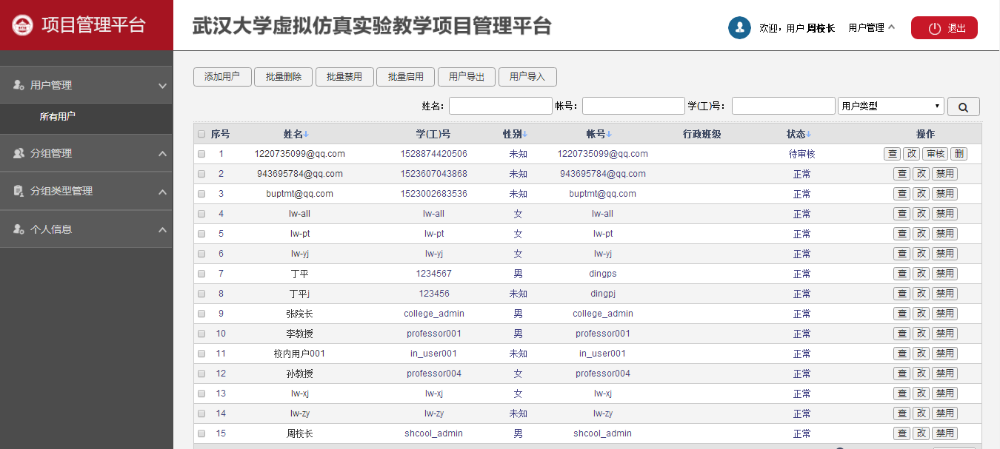 项目管理平台
武汉大学虚拟仿真实验教学项目管理平台
欢迎，用户 周校长 用户管理 退出
用户管理
所有用户
分组管理
分组类型管理
个人信息
添加用户 批量删除 批量禁用 批量启用 用户导出 用户导入
姓名： 帐号： 学(工)号： 用户类型
序号 姓名 学(工)号 性别 帐号 行政班级 状态 操作
1 1220735099@qq.com 1528874420506 未知 1220735099@qq.com 待审核 查 改 审核 删
2 943695784@qq.com 1523607043868 未知 943695784@qq.com 正常 查 改 禁用
3 buptmt@qq.com 1523002683536 未知 buptmt@qq.com 正常 查 改 禁用
4 lw-all lw-all 女 lw-all 正常 查 改 禁用
5 lw-pt lw-pt 女 lw-pt 正常 查 改 禁用
6 lw-yj lw-yj 女 lw-yj 正常 查 改 禁用
7 丁平 1234567 男 dingps 正常 查 改 禁用
8 丁平j 123456 未知 dingpj 正常 查 改 禁用
9 张院长 college_admin 男 college_admin 正常 查 改 禁用
10 李教授 professor001 男 professor001 正常 查 改 禁用
11 校内用户001 in_user001 未知 in_user001 正常 查 改 禁用
12 孙教授 professor004 女 professor004 正常 查 改 禁用
13 lw-xj lw-xj 女 lw-xj 正常 查 改 禁用
14 lw-zy lw-zy 未知 lw-zy 正常 查 改 禁用
15 周校长 shcool_admin 男 shcool_admin 正常 查 改 禁用